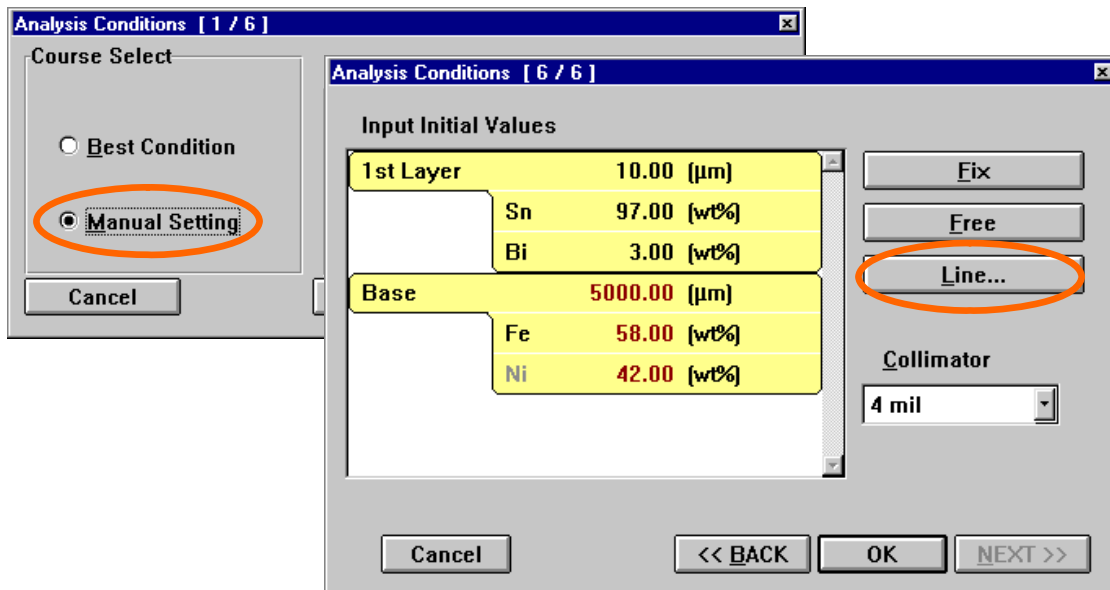 Analysis Conditions [ 1 / 6 ]
Course Select
Best Condition
Manual Setting
Cancel
Analysis Conditions [ 6 / 6 ]
Input Initial Values
1st Layer 10.00 (µm)
Sn 97.00 (wt%)
Bi 3.00 (wt%)
Base 5000.00 (µm)
Fe 58.00 (wt%)
Ni 42.00 (wt%)
Fix
Free
Line...
Collimator
4 mil
Cancel
<< BACK
OK
NEXT >>